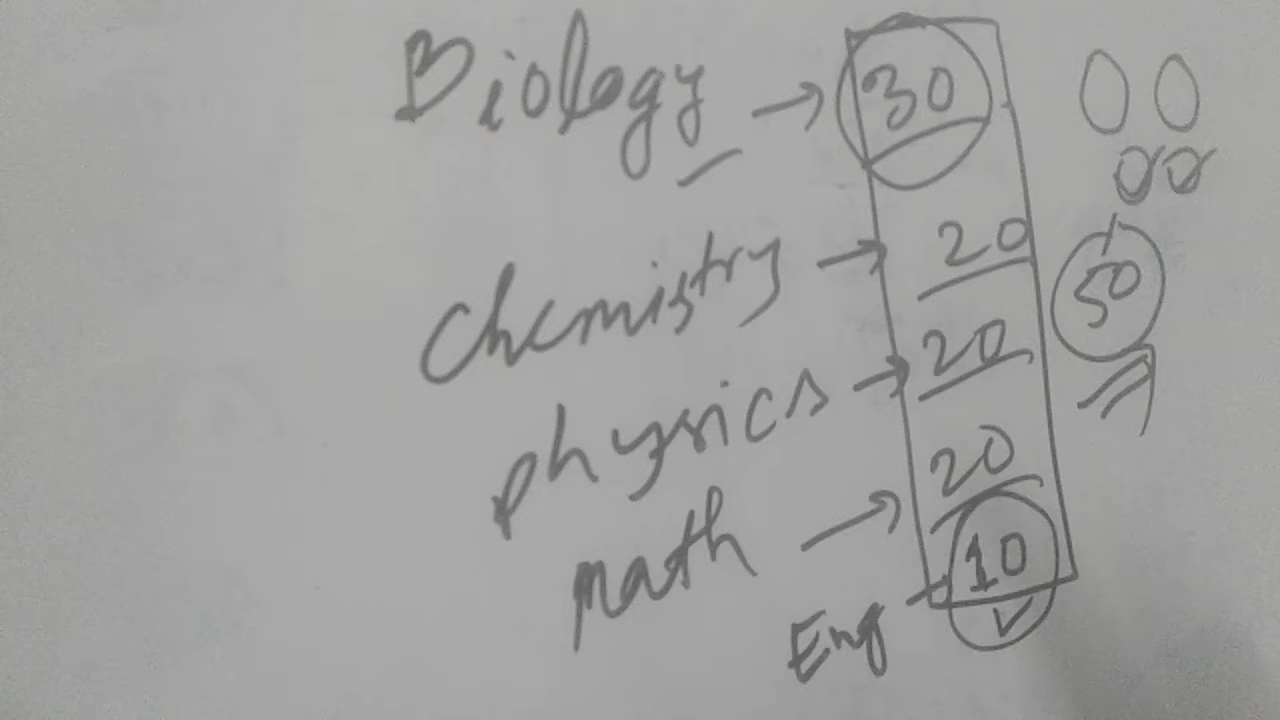 Biology → 30
Chemistry → 20
50
physics → 20
math → 20
Eng - 10